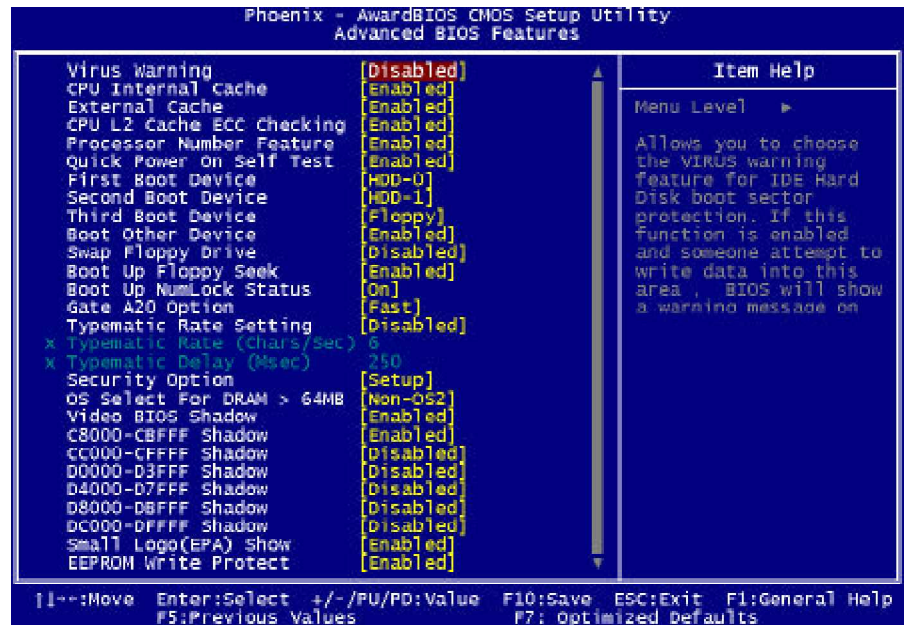 Phoenix - AwardBIOS CMOS Setup Utility
Advanced BIOS Features
Virus Warning [Disabled]
CPU Internal Cache [Enabled]
External Cache [Enabled]
CPU L2 Cache ECC Checking [Enabled]
Processor Number Feature [Enabled]
Quick Power On Self Test [Enabled]
First Boot Device [HDD-0]
Second Boot Device [HDD-1]
Third Boot Device [Floppy]
Boot Other Device [Enabled]
Swap Floppy Drive [Disabled]
Boot Up Floppy Seek [Enabled]
Boot Up NumLock Status [On]
Gate A20 Option [Fast]
Typematic Rate Setting [Disabled]
x Typematic Rate (Chars/Sec) 6
x Typematic Delay (Msec) 250
Security Option [Setup]
OS Select For DRAM > 64MB [Non-OS2]
Video BIOS Shadow [Enabled]
C8000-CBFFF Shadow [Enabled]
CC000-CFFFF Shadow [Disabled]
D0000-D3FFF Shadow [Disabled]
D4000-D7FFF Shadow [Disabled]
D8000-DBFFF Shadow [Disabled]
DC000-DFFFF Shadow [Disabled]
Small Logo(EPA) Show [Enabled]
EEPROM Write Protect [Enabled]
Item Help
Menu Level ►
Allows you to choose
the VIRUS warning
feature for IDE Hard
Disk boot sector
protection. If this
function is enabled
and someone attempt to
write data into this
area , BIOS will show
a warning message on
↑↓→←:Move Enter:Select +/-/PU/PD:Value F10:Save ESC:Exit F1:General Help
F5:Previous Values F7: Optimized Defaults